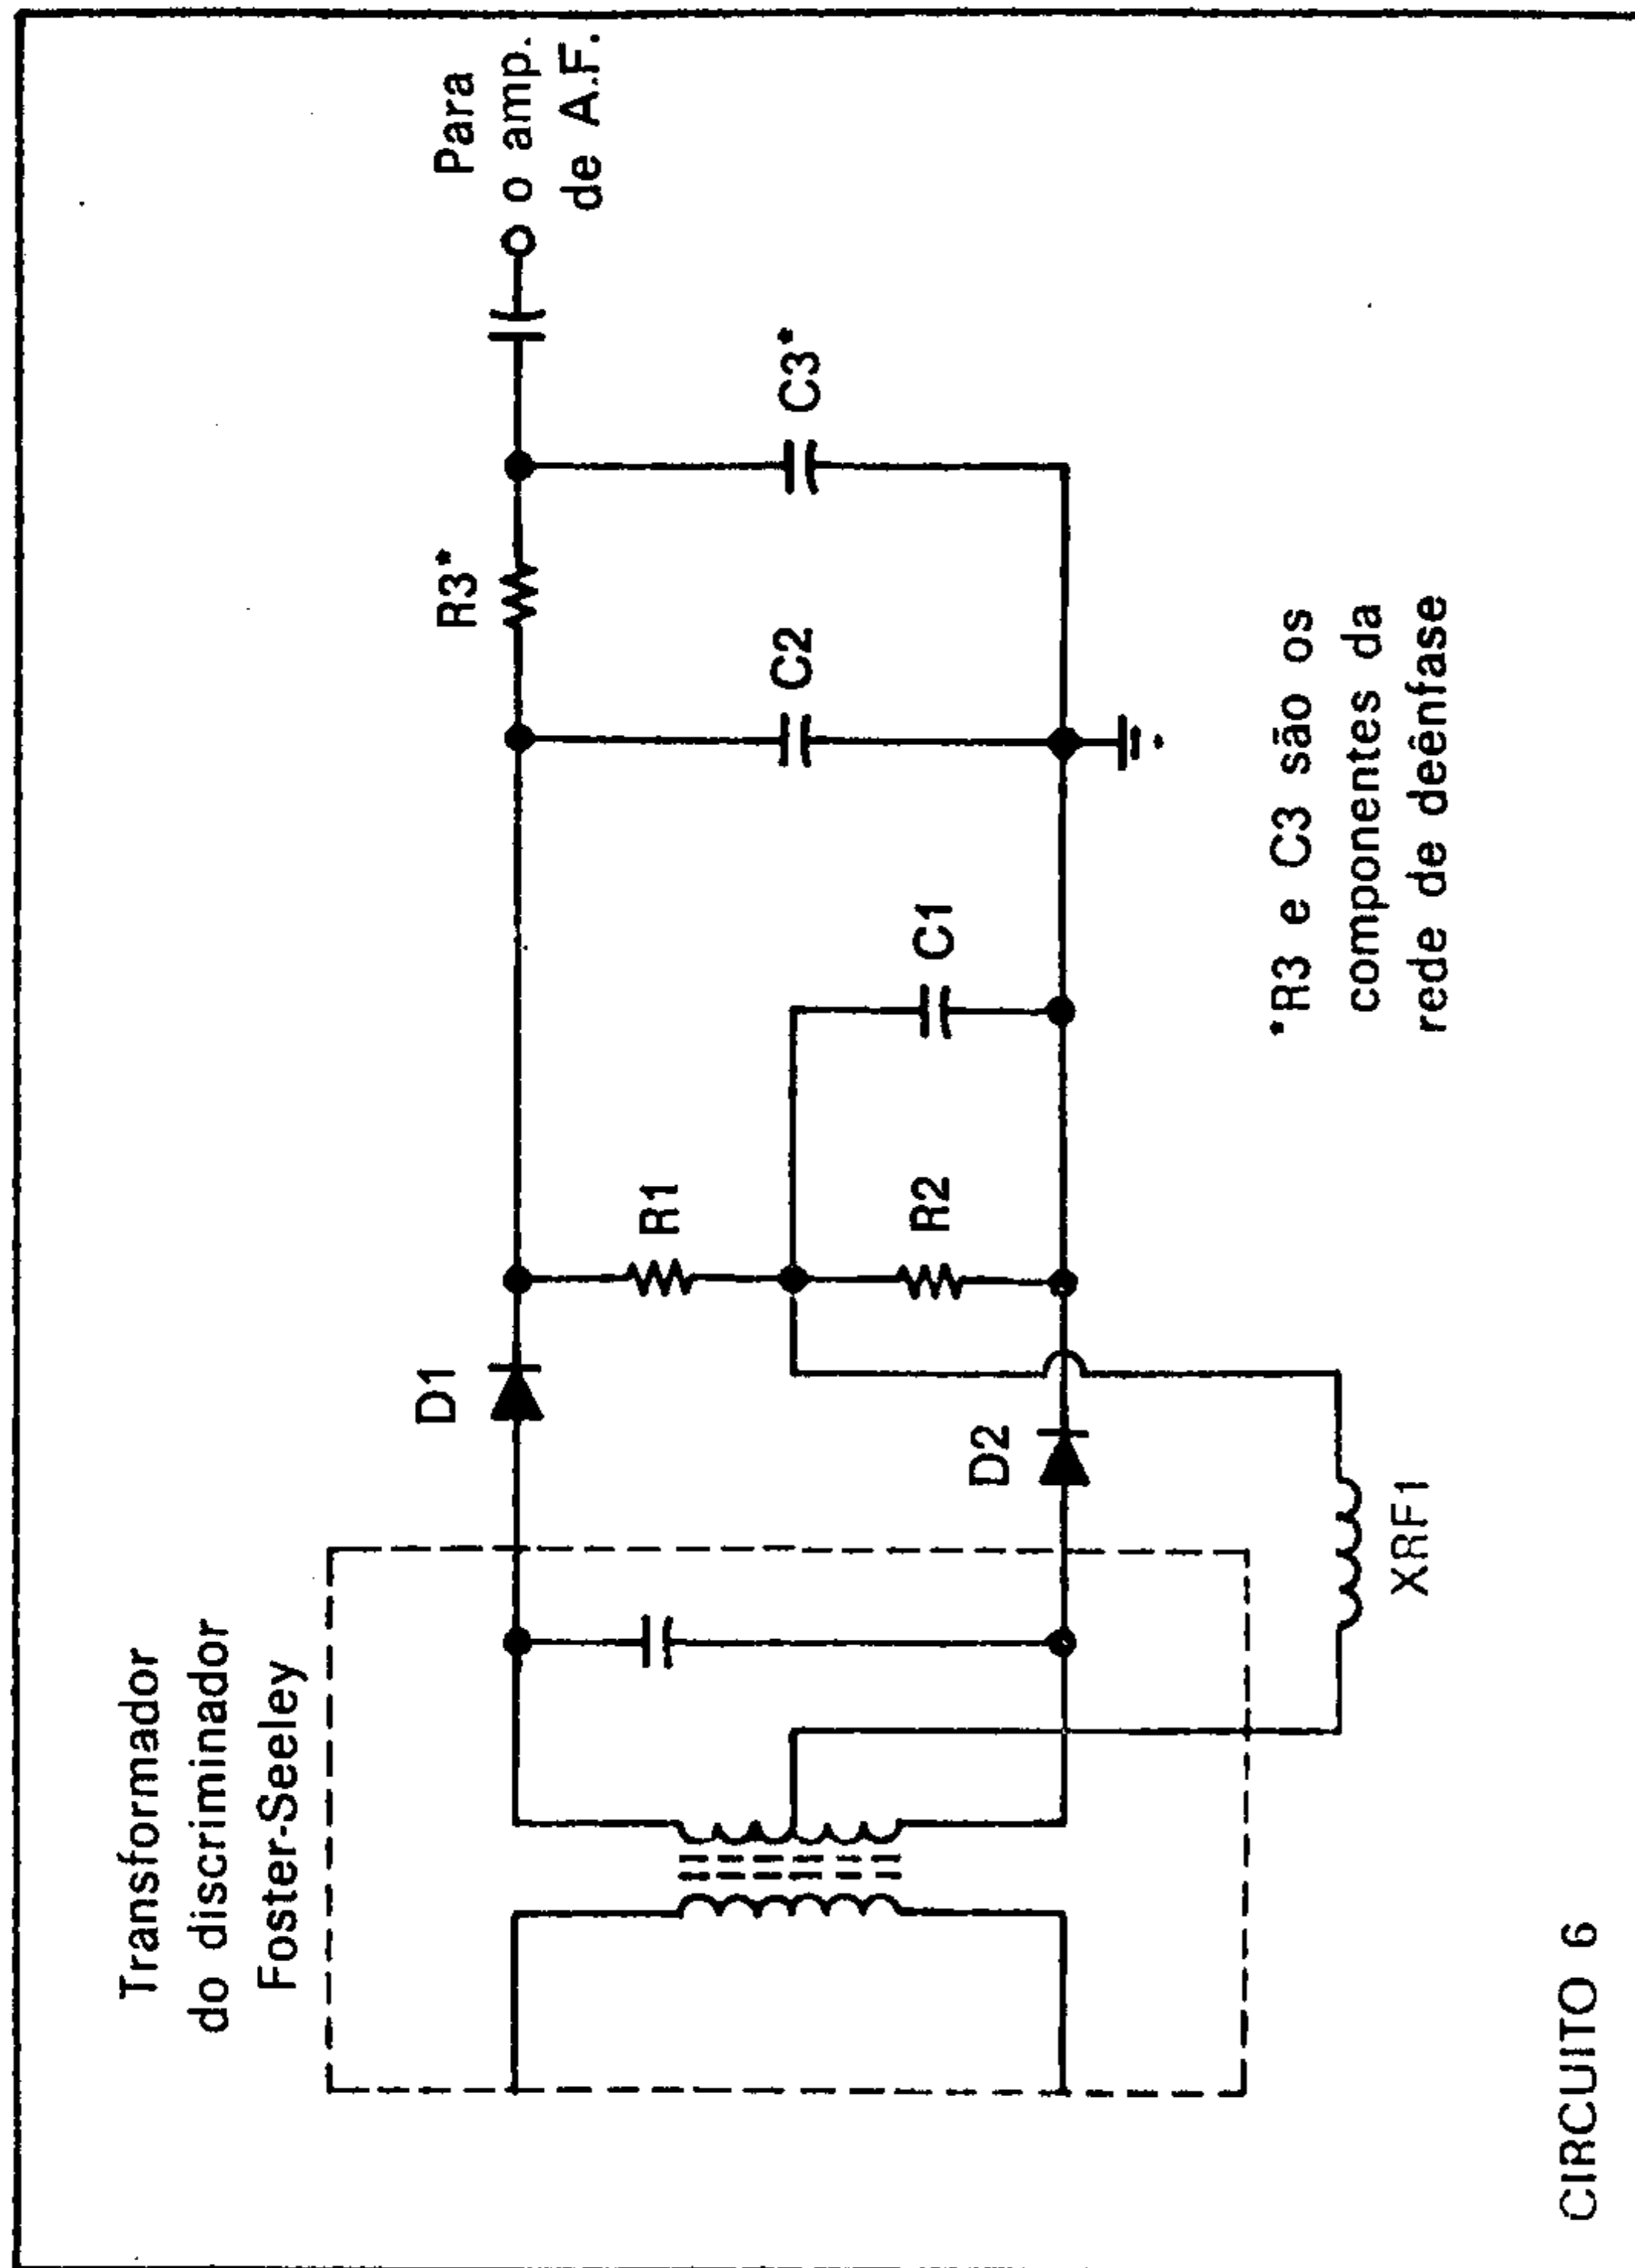 Transformador
do discriminador
Foster-Seeley
D1
D2
XRF1
R1
R2
C1
C2
R3*
C3*
Para
o amp.
de A.F.
*R3 e C3 são os
componentes da
rede de deênfase
CIRCUITO 6